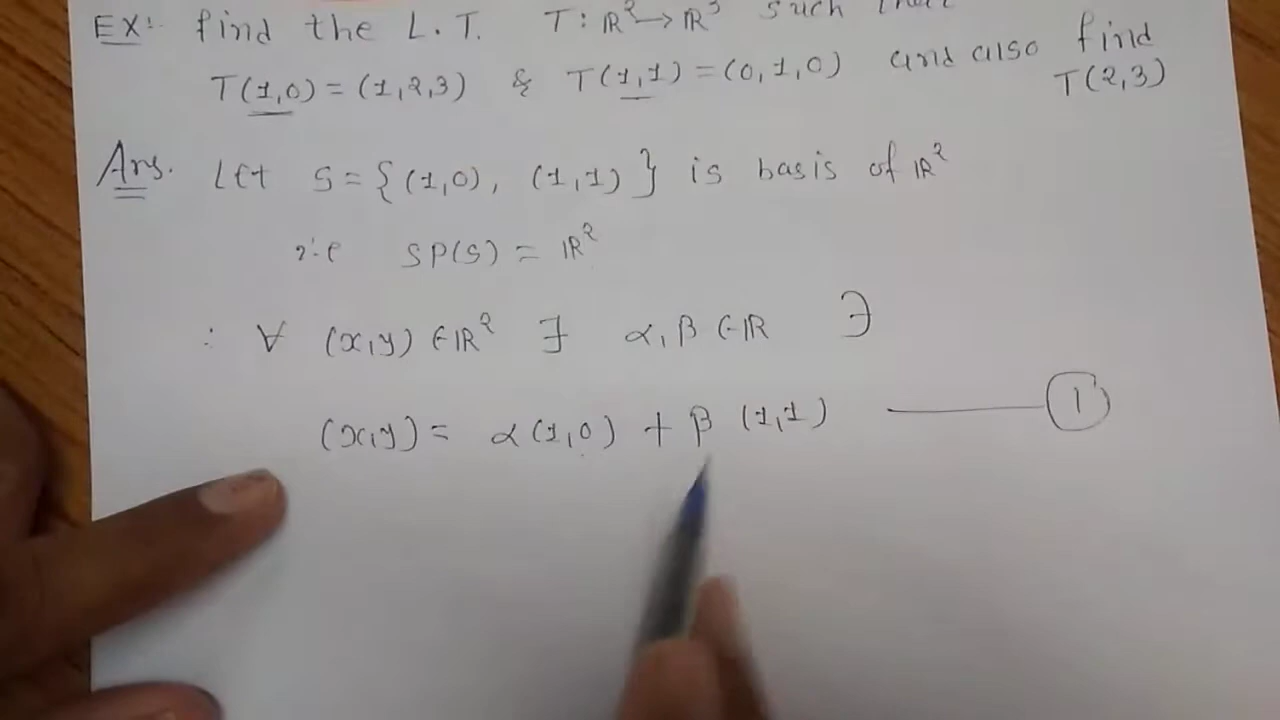 EX:- find the L.T. T: ℝ² → ℝ³ such that
T(1,0) = (1,2,3) & T(1,1) = (0,1,0) and also find
T(2,3)
Ans. Let S = {(1,0), (1,1)} is basis of ℝ²
i.e SP(S) = ℝ²
∴ ∀ (x,y) ∈ ℝ² ∃ α,β ∈ ℝ ∋
(x,y) = α(1,0) + β (1,1) ——— ①